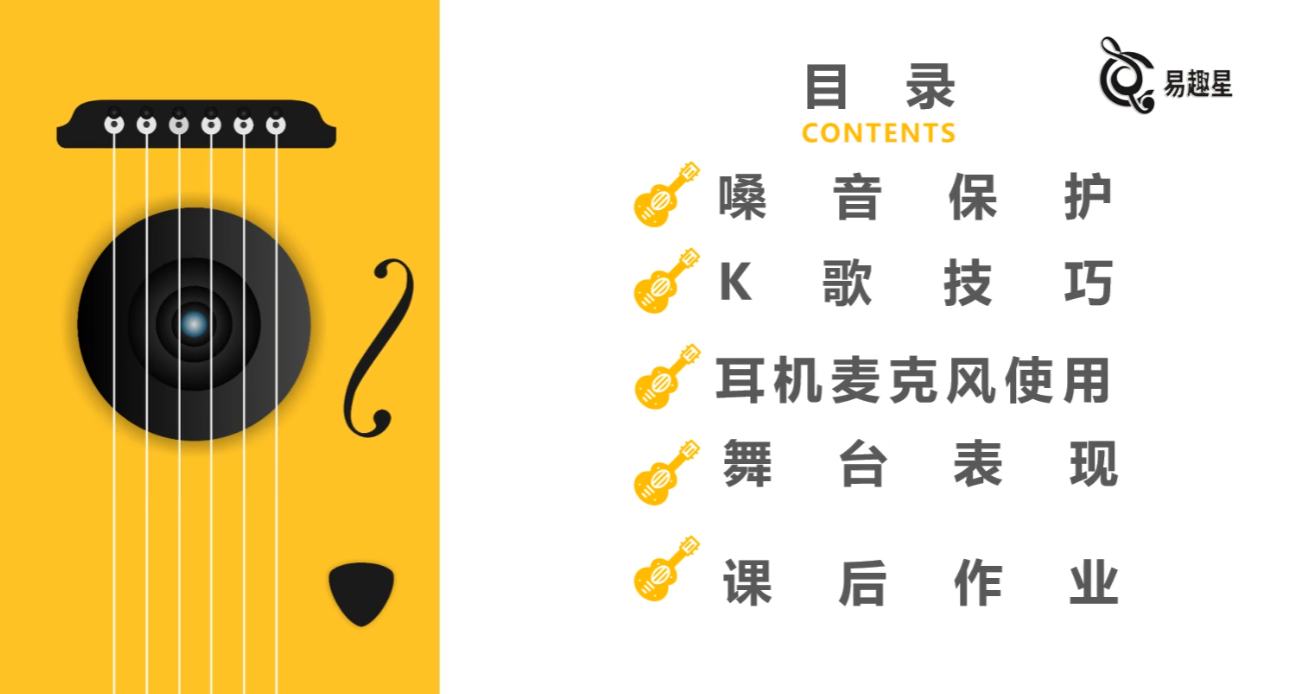 目 录
易趣星
CONTENTS
嗓 音 保 护
K 歌 技 巧
耳机麦克风使用
舞 台 表 现
课 后 作 业